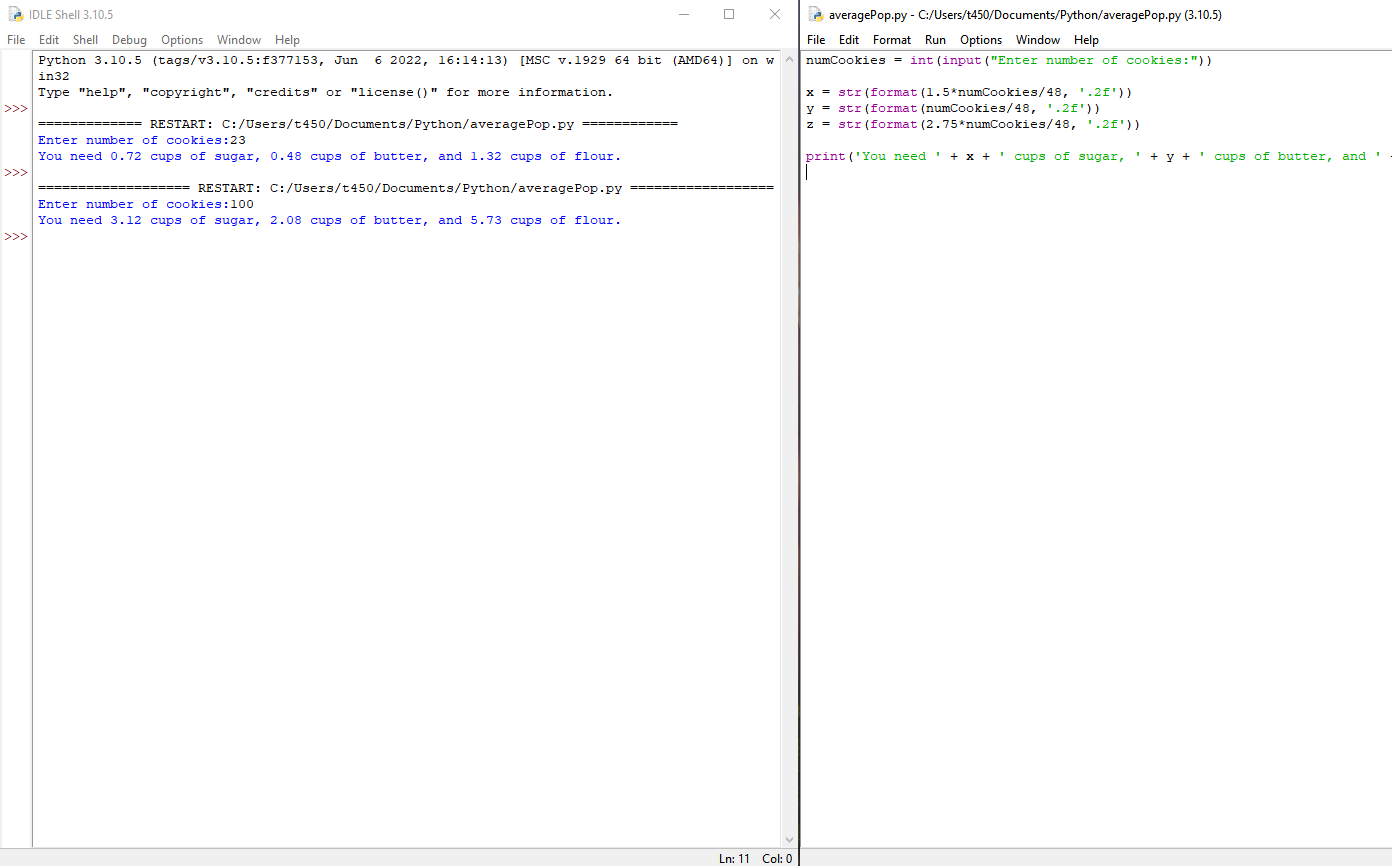 IDLE Shell 3.10.5
File Edit Shell Debug Options Window Help
Python 3.10.5 (tags/v3.10.5:f377153, Jun  6 2022, 16:14:13) [MSC v.1929 64 bit (AMD64)] on w
in32
Type "help", "copyright", "credits" or "license()" for more information.
>>>
============= RESTART: C:/Users/t450/Documents/Python/averagePop.py ============
Enter number of cookies:23
You need 0.72 cups of sugar, 0.48 cups of butter, and 1.32 cups of flour.
>>>
=================== RESTART: C:/Users/t450/Documents/Python/averagePop.py ==================
Enter number of cookies:100
You need 3.12 cups of sugar, 2.08 cups of butter, and 5.73 cups of flour.
>>>
Ln: 11 Col: 0
averagePop.py - C:/Users/t450/Documents/Python/averagePop.py (3.10.5)
File Edit Format Run Options Window Help
numCookies = int(input("Enter number of cookies:"))
x = str(format(1.5*numCookies/48, '.2f'))
y = str(format(numCookies/48, '.2f'))
z = str(format(2.75*numCookies/48, '.2f'))
print('You need ' + x + ' cups of sugar, ' + y + ' cups of butter, and ' +